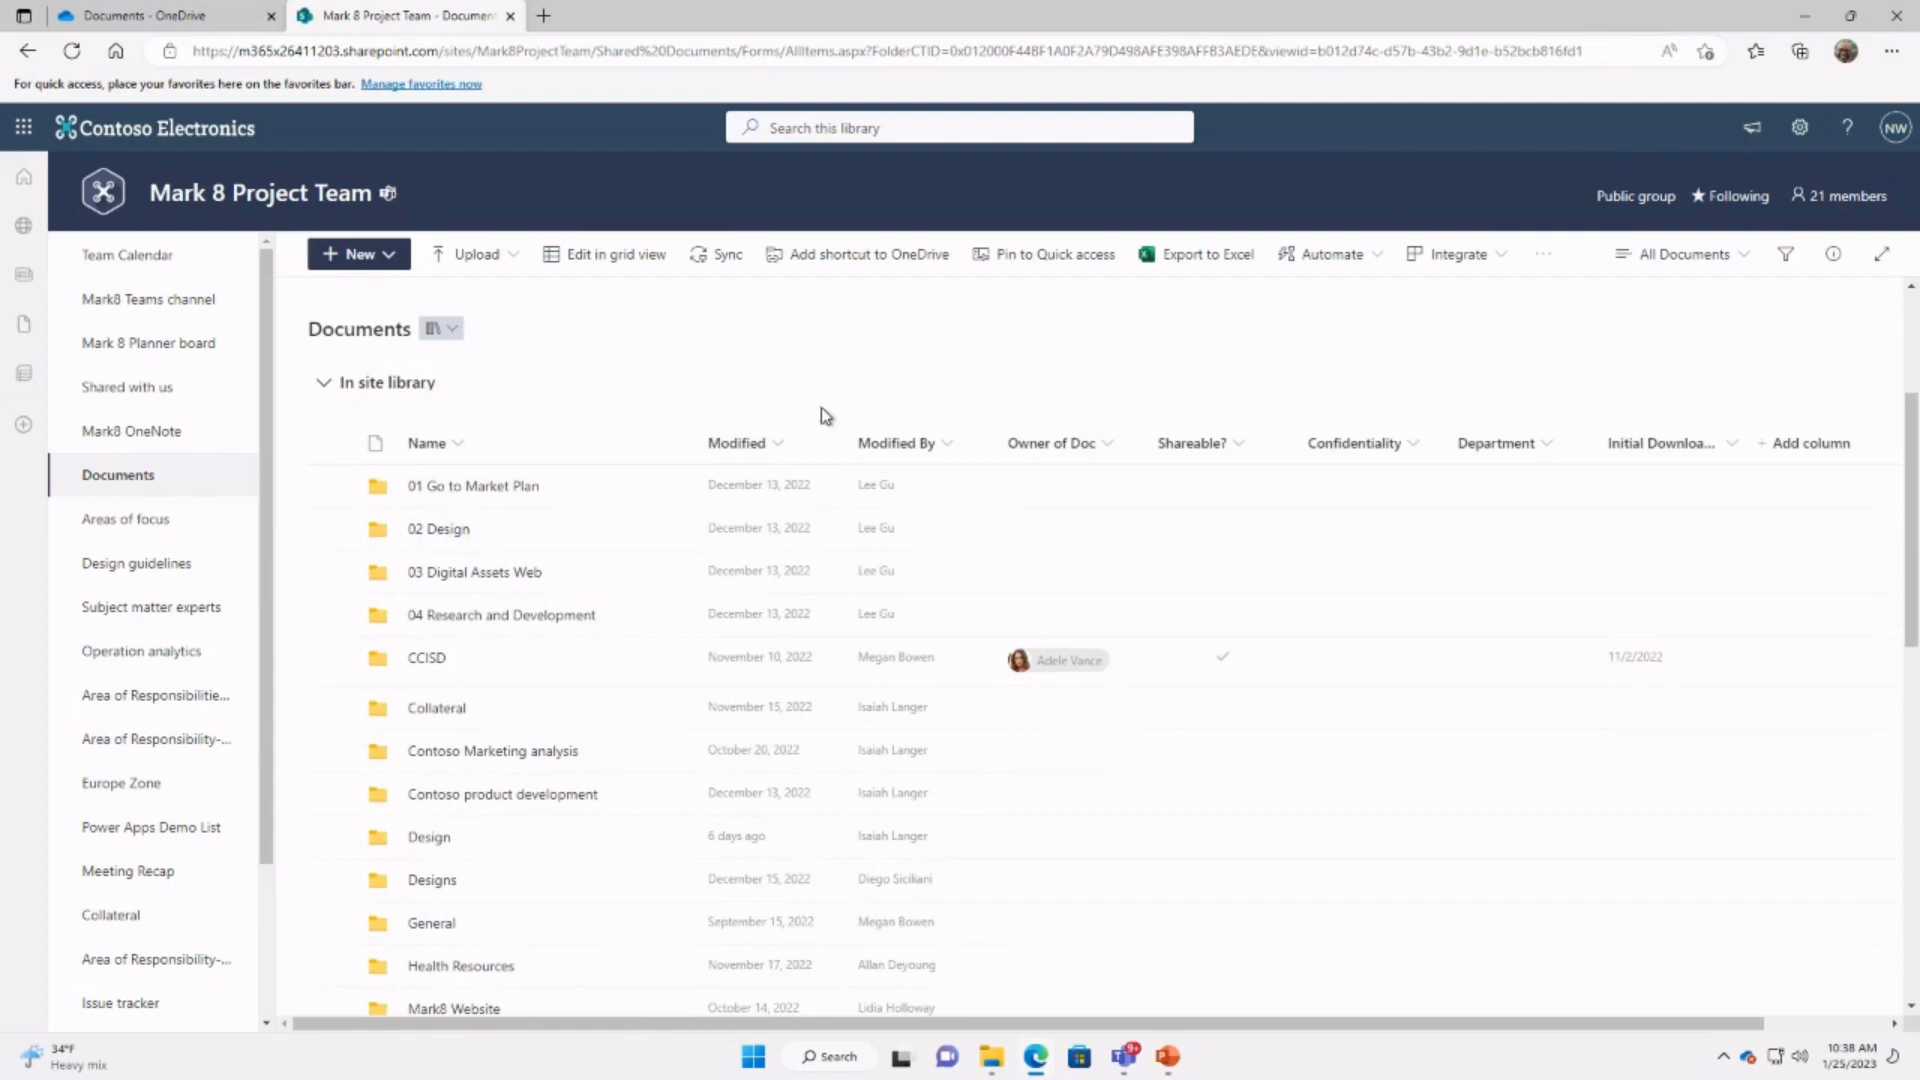 Documents - OneDrive
Mark 8 Project Team - Documen
https://m365x26411203.sharepoint.com/sites/Mark8ProjectTeam/Shared%20Documents/Forms/AllItems.aspx?FolderCTID=0x012000F44BF1A0F2A79D498AFE398AFFB3AEDE&viewid=b012d74c-d57b-43b2-9d1e-b52bcb816fd1
For quick access, place your favorites here on the favorites bar. Manage favorites now
Contoso Electronics
Search this library
? NW
Mark 8 Project Team
Public group Following 21 members
Team Calendar
Mark8 Teams channel
Mark 8 Planner board
Shared with us
Mark8 OneNote
Documents
Areas of focus
Design guidelines
Subject matter experts
Operation analytics
Area of Responsibilitie...
Area of Responsibility-...
Europe Zone
Power Apps Demo List
Meeting Recap
Collateral
Area of Responsibility-...
Issue tracker
+ New Upload Edit in grid view Sync Add shortcut to OneDrive Pin to Quick access Export to Excel Automate Integrate ... All Documents
Documents
In site library
Name Modified Modified By Owner of Doc Shareable? Confidentiality Department Initial Downloa... + Add column
01 Go to Market Plan December 13, 2022 Lee Gu
02 Design December 13, 2022 Lee Gu
03 Digital Assets Web December 13, 2022 Lee Gu
04 Research and Development December 13, 2022 Lee Gu
CCISD November 10, 2022 Megan Bowen Adele Vance 11/2/2022
Collateral November 15, 2022 Isaiah Langer
Contoso Marketing analysis October 20, 2022 Isaiah Langer
Contoso product development December 13, 2022 Isaiah Langer
Design 6 days ago Isaiah Langer
Designs December 15, 2022 Diego Siciliani
General September 15, 2022 Megan Bowen
Health Resources November 17, 2022 Allan Deyoung
Mark8 Website October 14, 2022 Lidia Holloway
34°F
Heavy mix
Search
9+
10:38 AM
1/25/2023